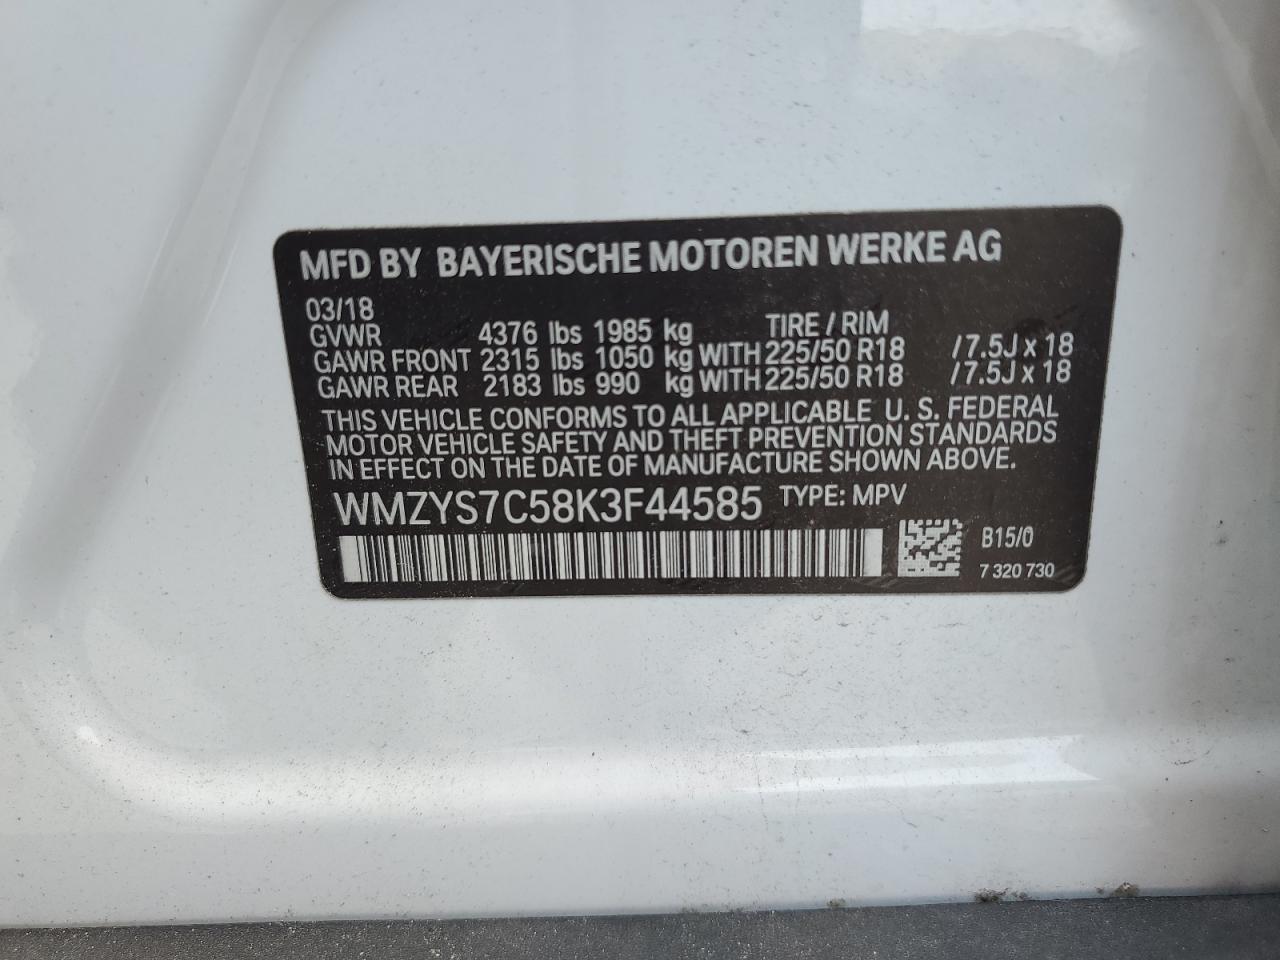 MFD BY BAYERISCHE MOTOREN WERKE AG
03/18
TIRE / RIM
GVWR 4376 lbs 1985 kg
GAWR FRONT 2315 lbs 1050 kg WITH 225/50 R18 / 7.5J x 18
GAWR REAR 2183 lbs 990 kg WITH 225/50 R18 / 7.5J x 18
THIS VEHICLE CONFORMS TO ALL APPLICABLE U. S. FEDERAL
MOTOR VEHICLE SAFETY AND THEFT PREVENTION STANDARDS
IN EFFECT ON THE DATE OF MANUFACTURE SHOWN ABOVE.
WMZYS7C58K3F44585 TYPE: MPV
B15/0
7 320 730